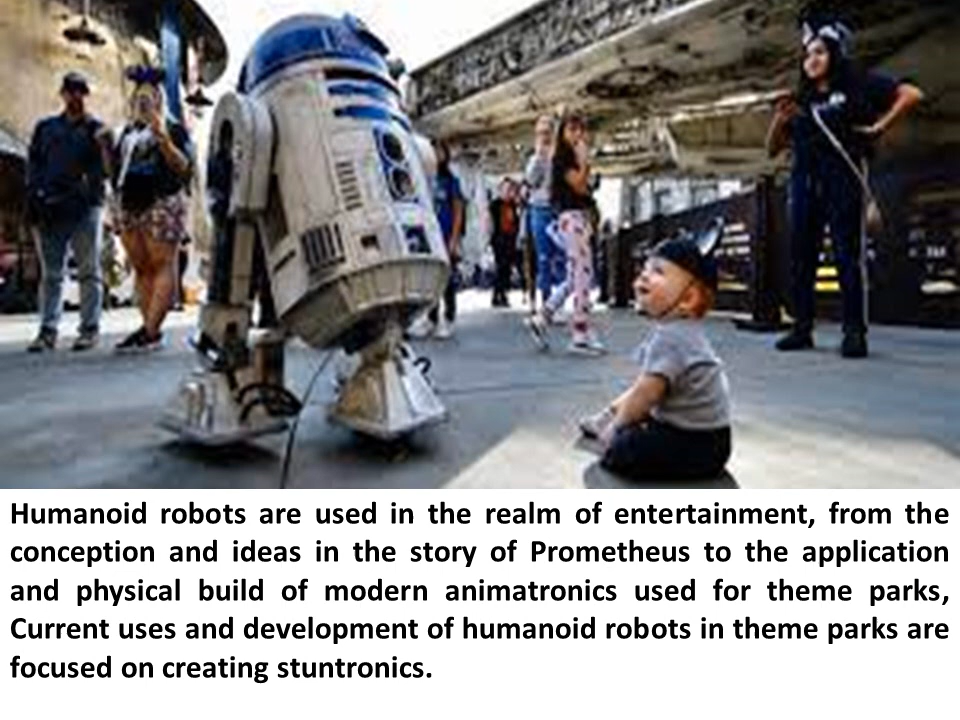 Humanoid robots are used in the realm of entertainment, from the
conception and ideas in the story of Prometheus to the application
and physical build of modern animatronics used for theme parks,
Current uses and development of humanoid robots in theme parks are
focused on creating stuntronics.